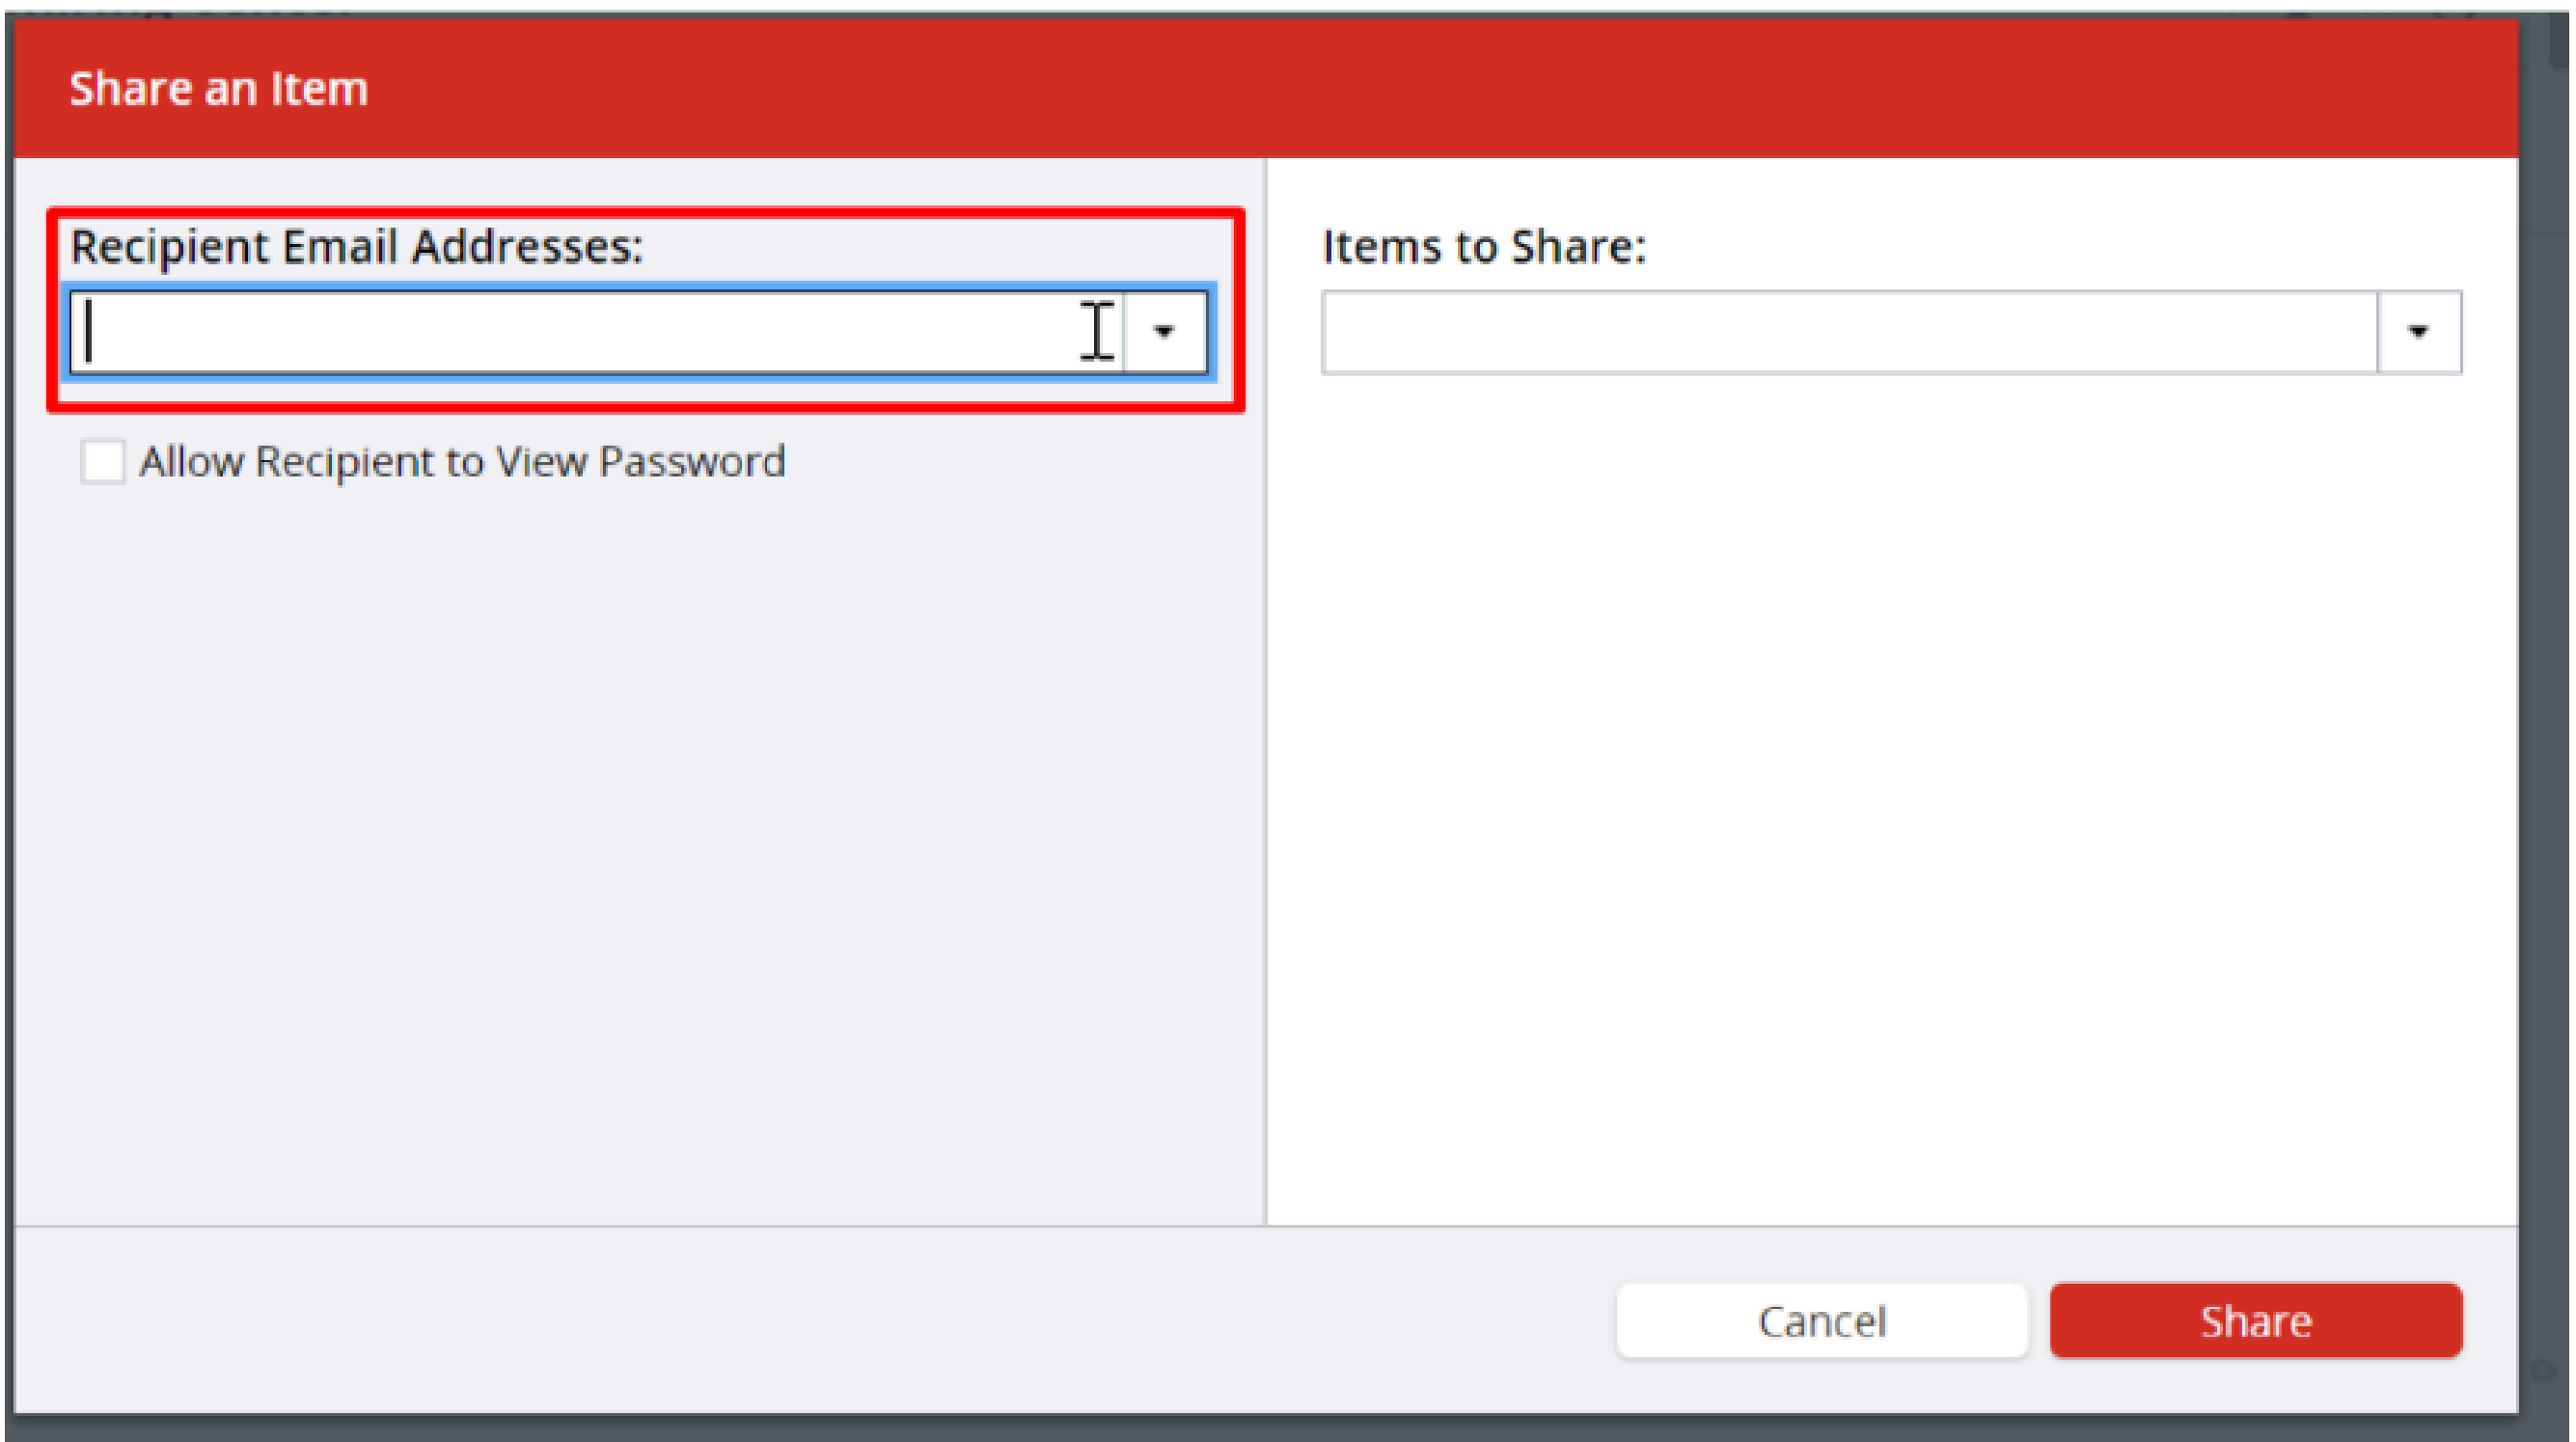 Share an Item
Recipient Email Addresses:
Allow Recipient to View Password
Items to Share:
Cancel
Share